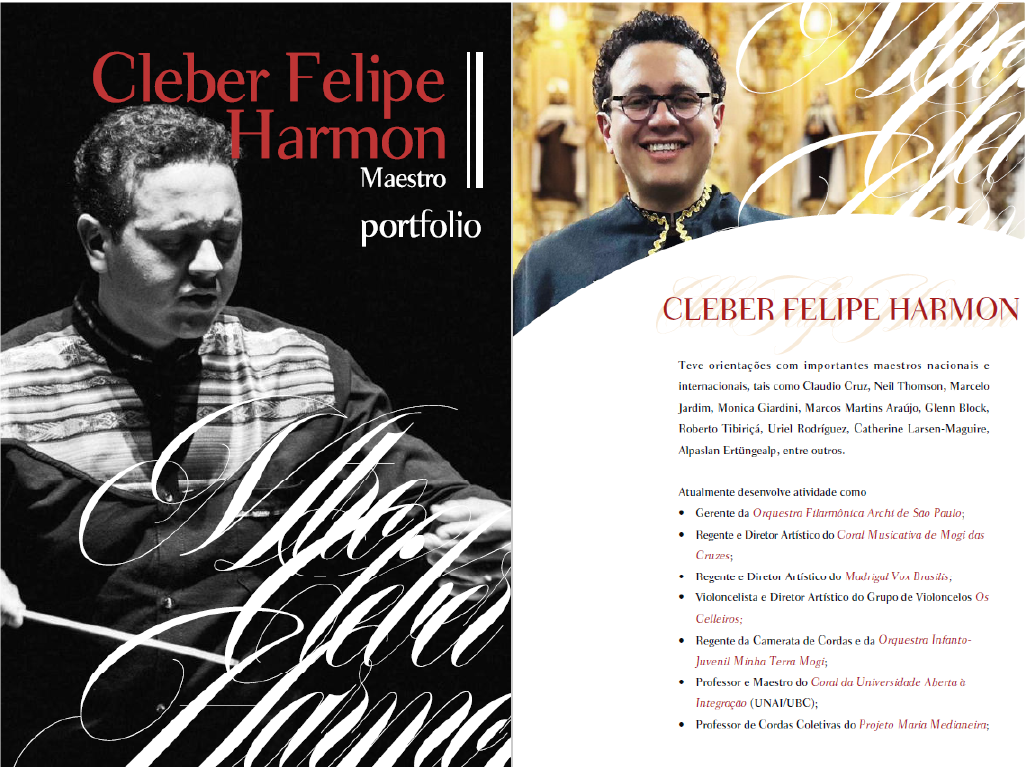 Cleber Felipe
Harmon
Maestro
portfolio
CLEBER FELIPE HARMON
Teve orientações com importantes maestros nacionais e
internacionais, tais como Claudio Cruz, Neil Thomson, Marcelo
Jardim, Monica Giardini, Marcos Martins Araújo, Glenn Block,
Roberto Tibiriçá, Uriel Rodríguez, Catherine Larsen-Maguire,
Alpaslan Ertüngealp, entre outros.
Atualmente desenvolve atividade como
• Gerente da Orquestra Filarmônica Archi de São Paulo;
• Regente e Diretor Artístico do Coral Musicativa de Mogi das
Cruzes;
• Regente e Diretor Artístico do Madrigal Vox Brasilis;
• Violoncelista e Diretor Artístico do Grupo de Violoncelos Os
Celleiros;
• Regente da Camerata de Cordas e da Orquestra Infanto-
Juvenil Minha Terra Mogi;
• Professor e Maestro do Coral da Universidade Aberta à
Integração (UNAI/UBC);
• Professor de Cordas Coletivas do Projeto Maria Medianeira;